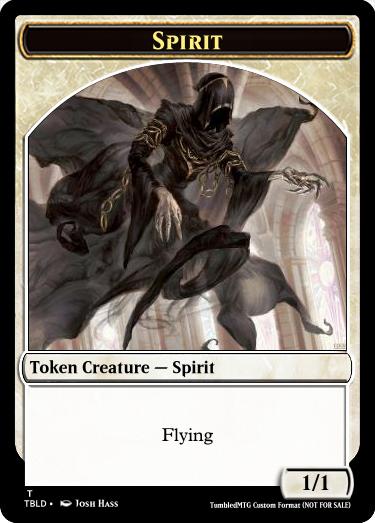 Spirit
Token Creature — Spirit
Flying
1/1
T
TBLD • Josh Hass
TumbledMTG Custom Format (NOT FOR SALE)